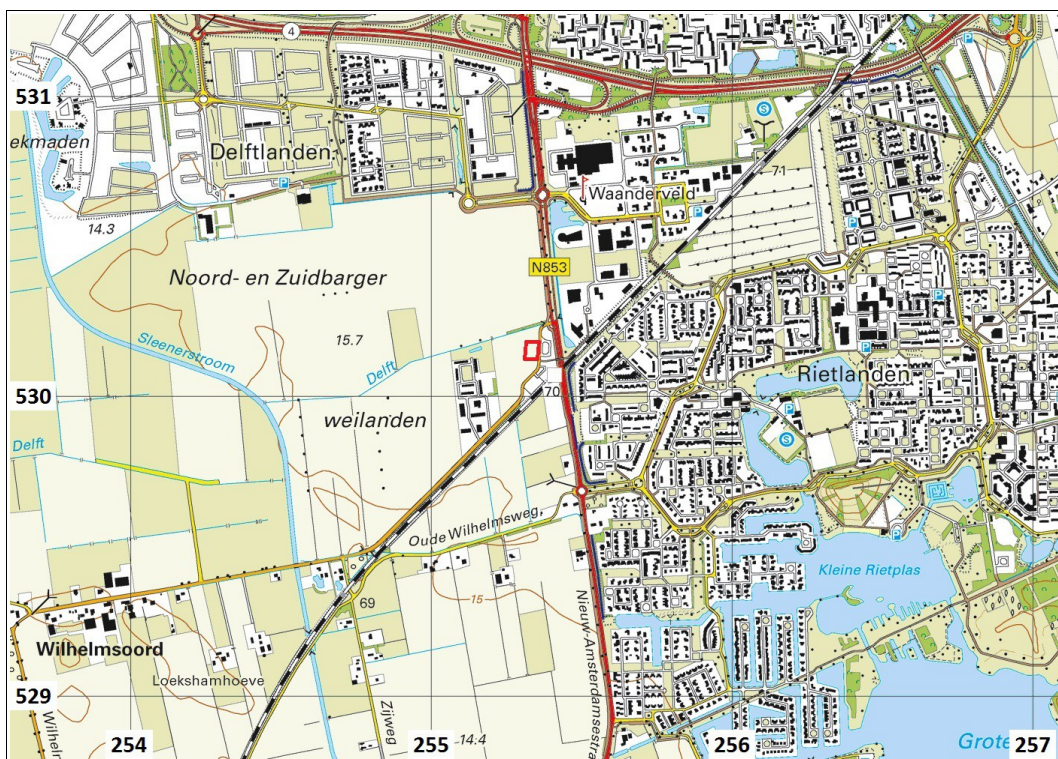 4
P
531
S
ekmaden
Delftlanden
71
P
Waanderveld
P
P
14.3
Noord- en Zuidbarger
N853
P
Sleenerstroom
15.7
P
Delft
Rietlanden
530
70
P
weilanden
Delft
S
Oude Wilhelmsweg
P
Kleine Rietplas
69
15
Nieuw-Amsterdamsestra
Wilhelmsoord
Loekshamhoeve
529
Wilhelm
Zijweg
254
255
14.4
256
Grote
257